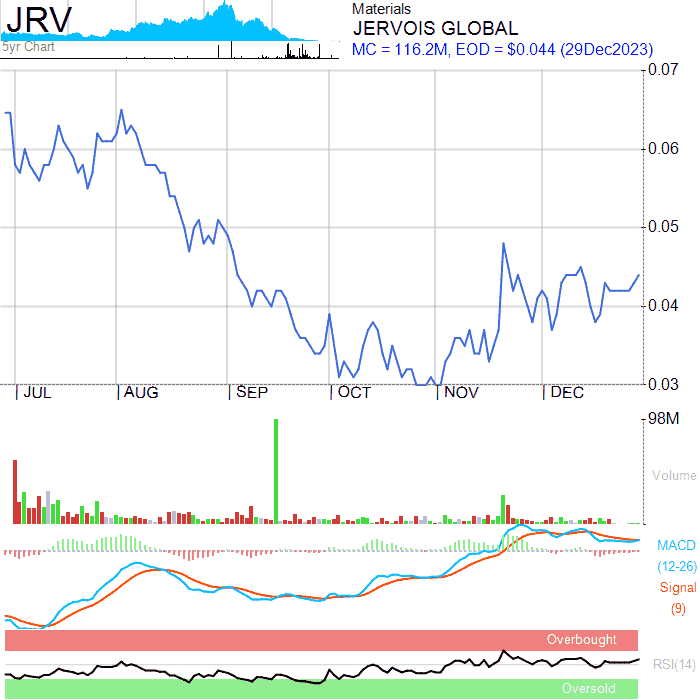 JRV
5yr Chart
Materials
JERVOIS GLOBAL
MC = 116.2M, EOD = $0.044 (29Dec2023)
0.07
0.06
0.05
0.04
0.03
JUL AUG SEP OCT NOV DEC
98M
Volume
MACD
(12-26)
Signal
(9)
Overbought
RSI(14)
Oversold